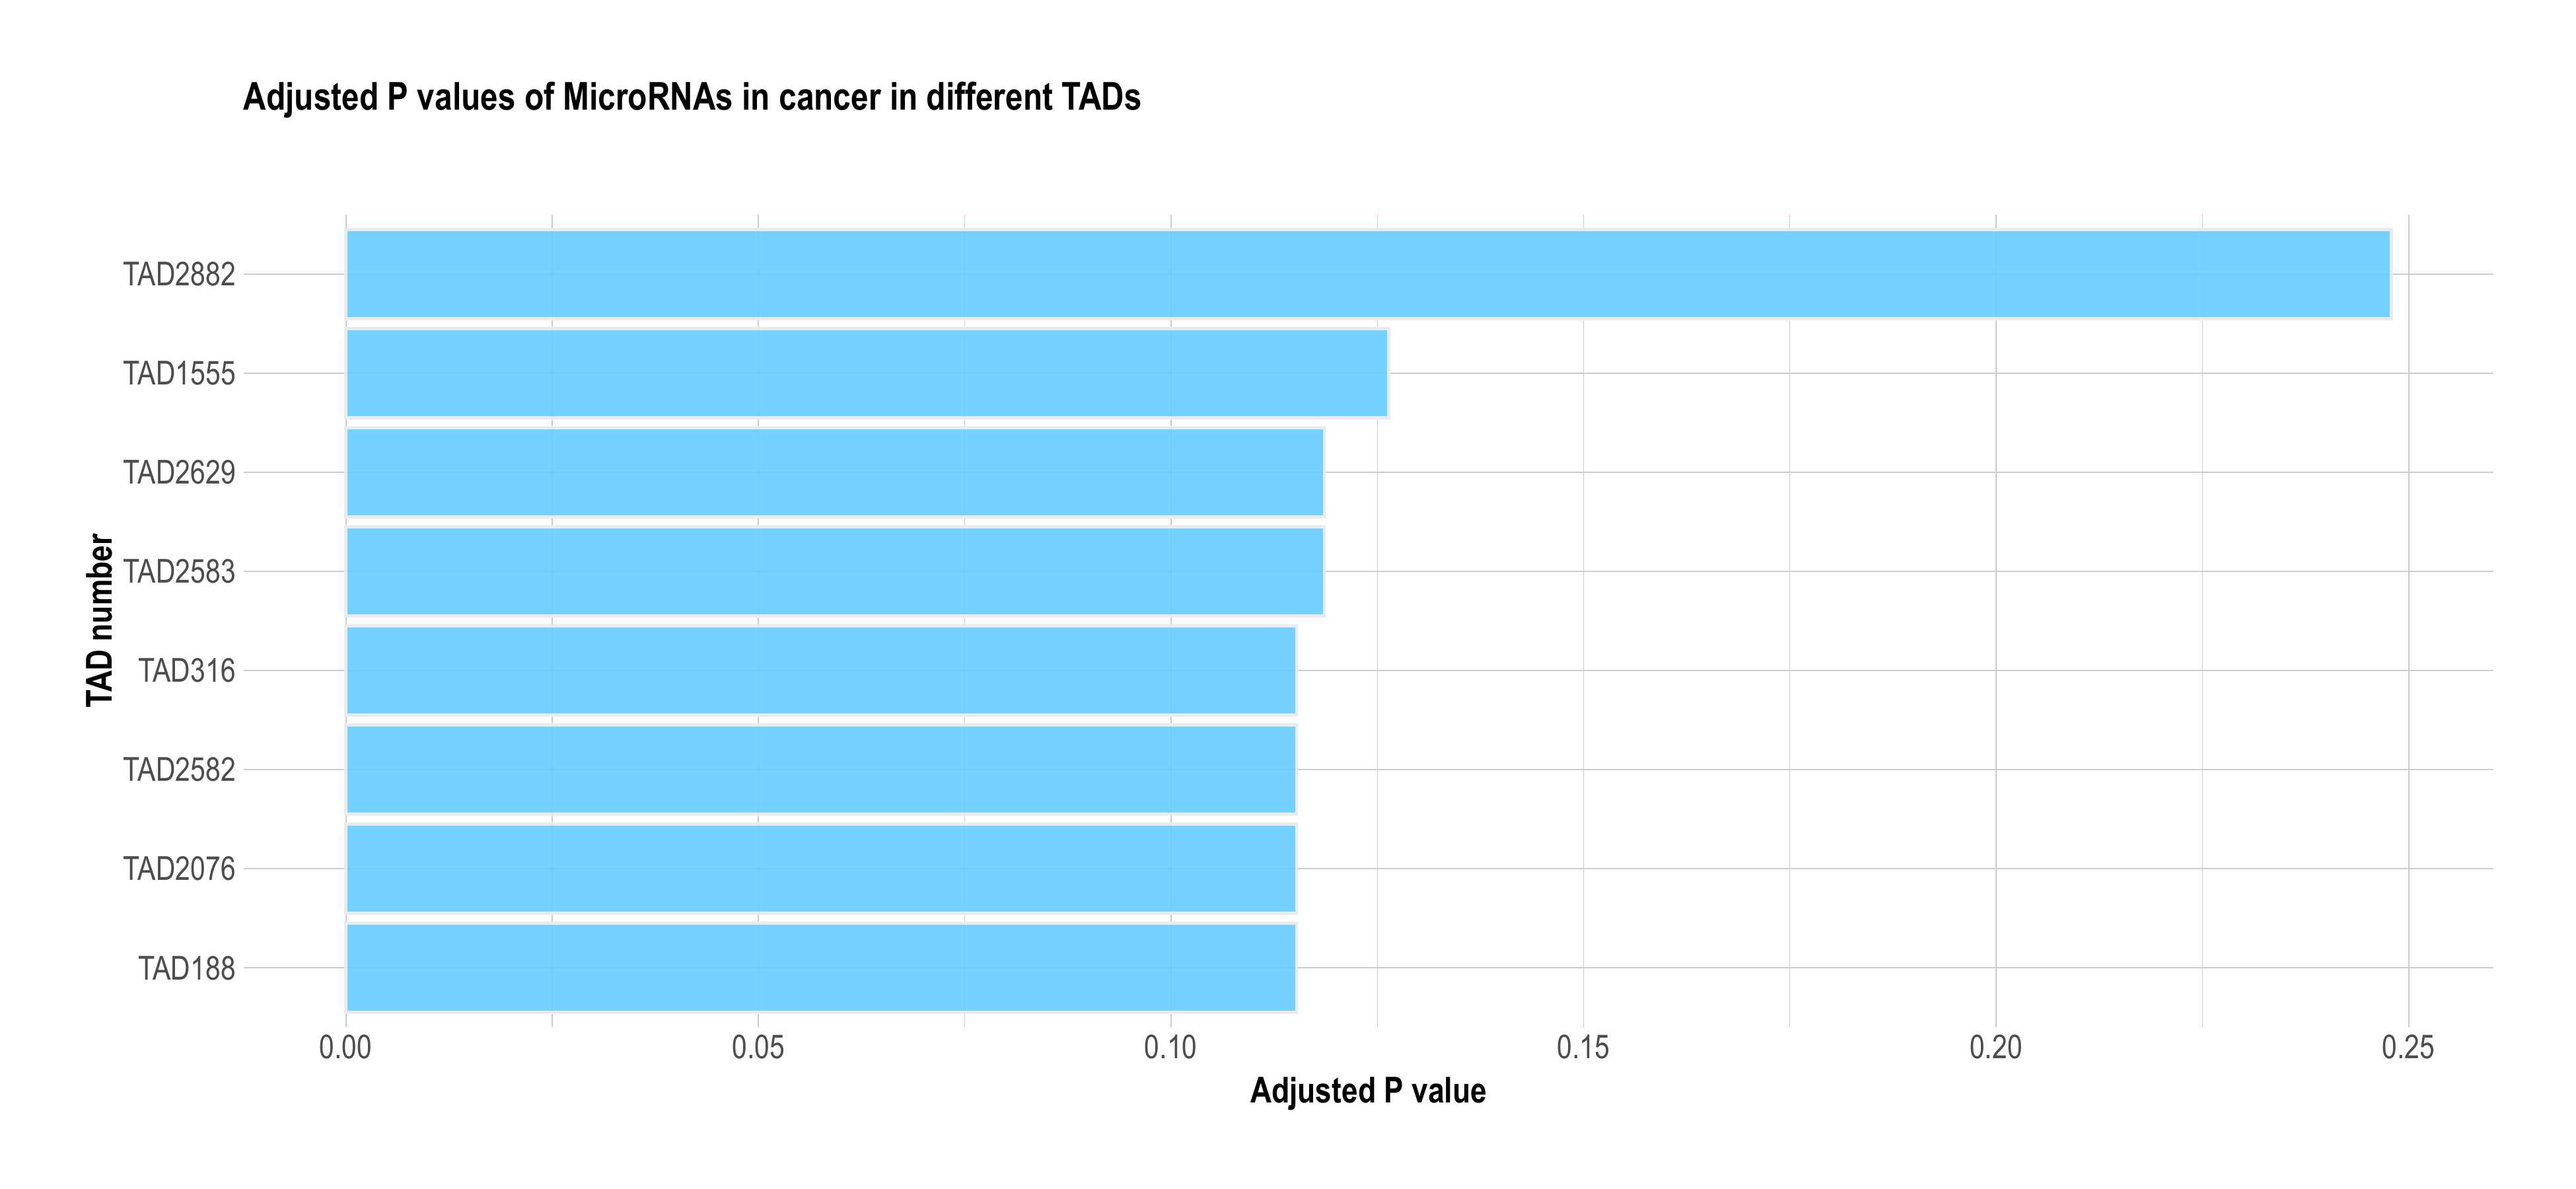 Adjusted P values of MicroRNAs in cancer in different TADs
TAD number
TAD2882
TAD1555
TAD2629
TAD2583
TAD316
TAD2582
TAD2076
TAD188
0.00 0.05 0.10 0.15 0.20 0.25
Adjusted P value